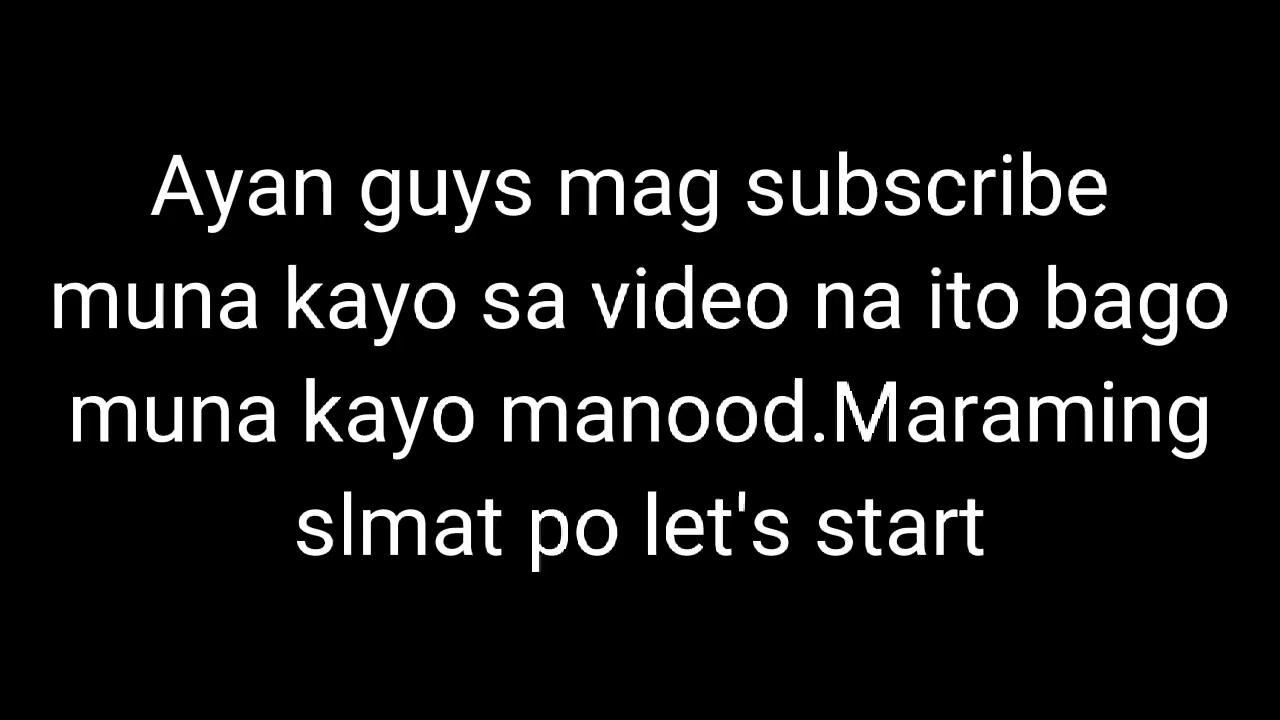 Ayan guys mag subscribe
muna kayo sa video na ito bago
muna kayo manood.Maraming
slmat po let's start